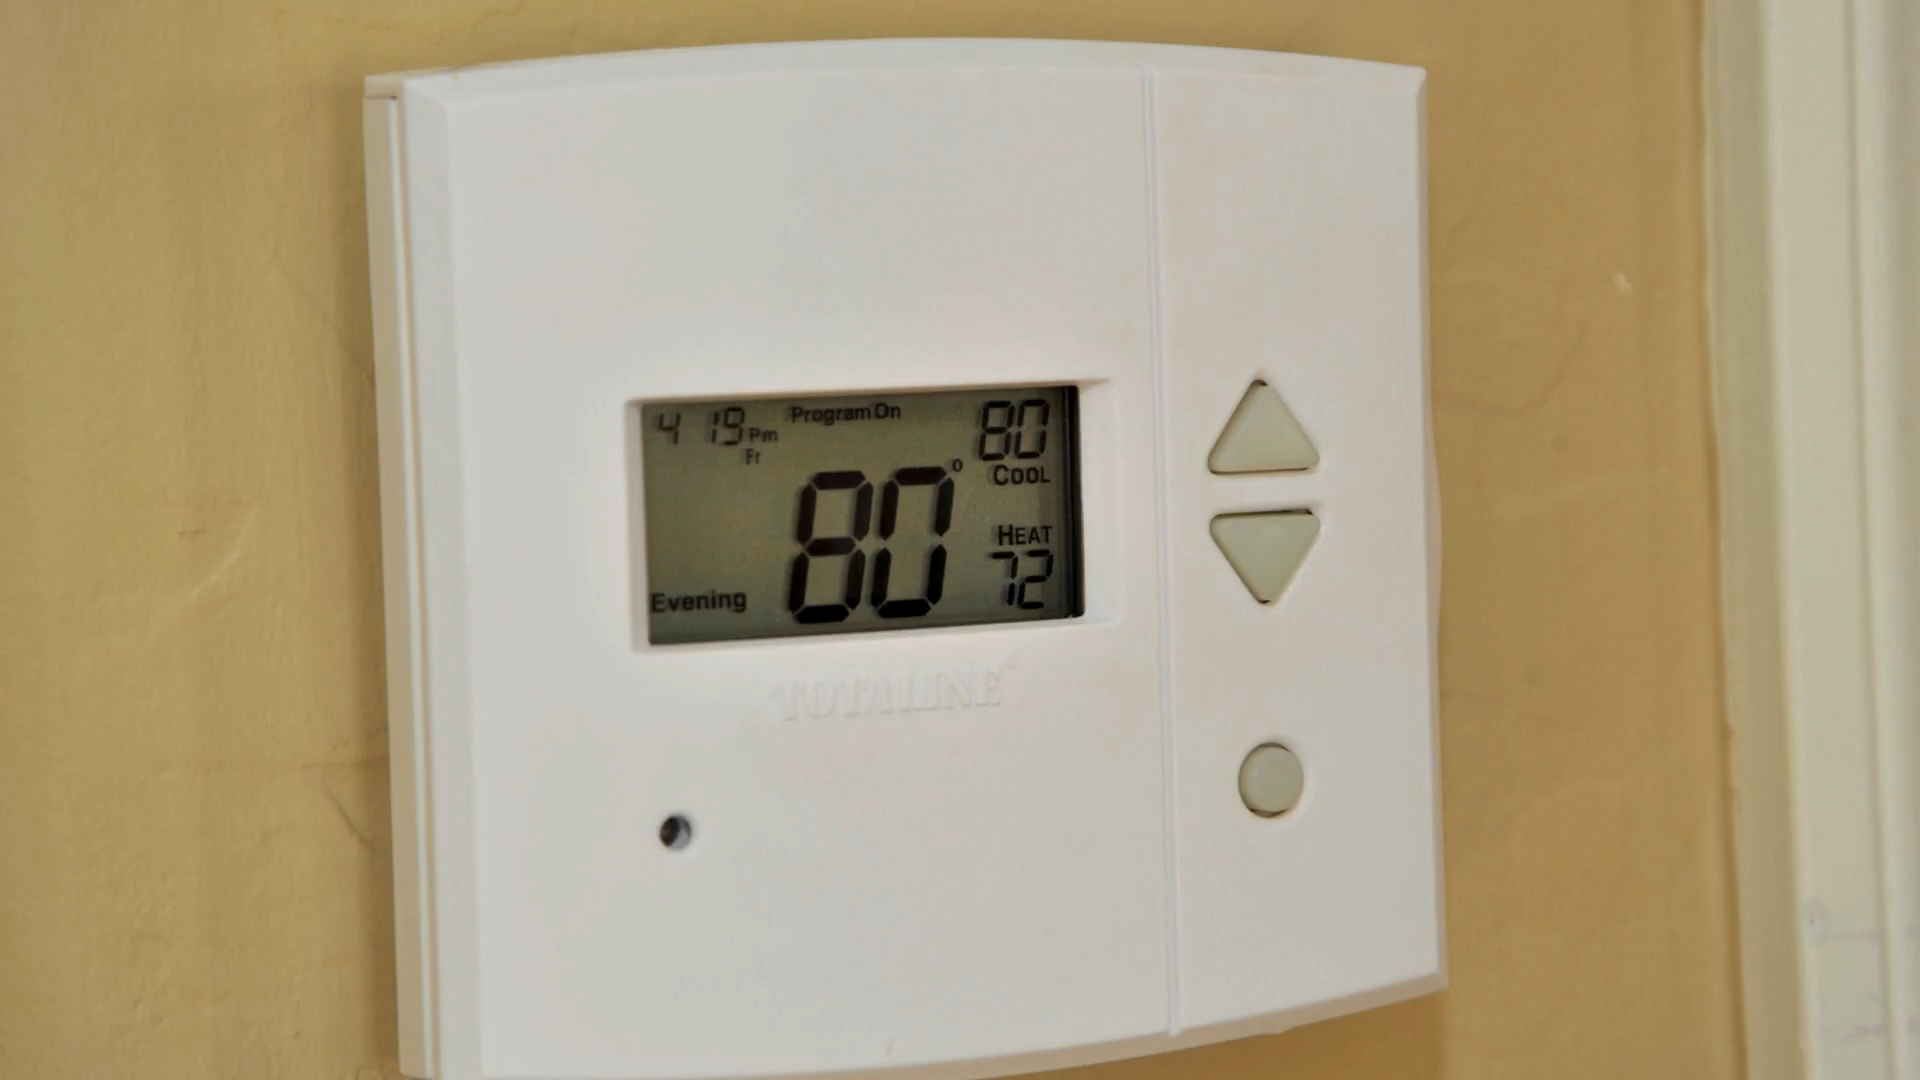 4 19 Pm Program On 80
Fr
Cool
80°
Heat
72
Evening
TOTALINE